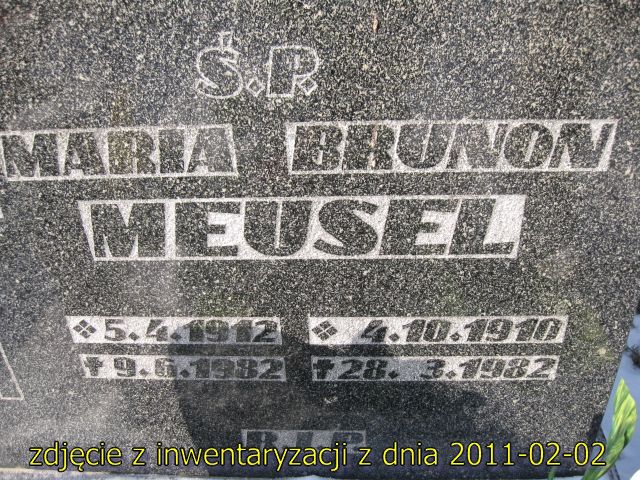 Ś.P.
MARIA BRUNON
MEUSEL
❖ 5.4.1912 ❖ 4.10.1910
✝ 9.6.1982 ✝ 28. 3.1982
R.I.P.
zdjęcie z inwentaryzacji z dnia 2011-02-02